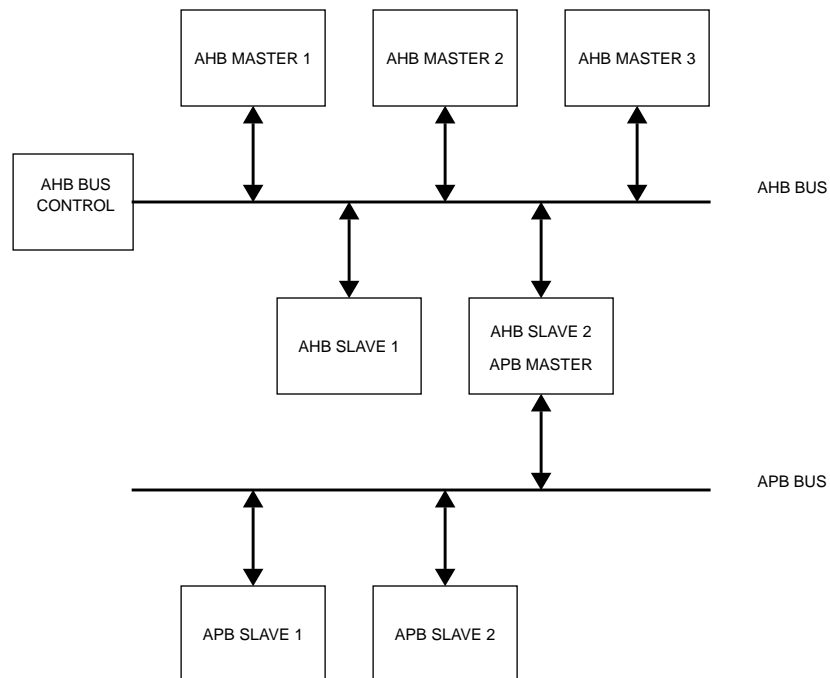 AHB MASTER 1
AHB MASTER 2
AHB MASTER 3
AHB BUS
CONTROL
AHB BUS
AHB SLAVE 1
AHB SLAVE 2
APB MASTER
APB BUS
APB SLAVE 1
APB SLAVE 2